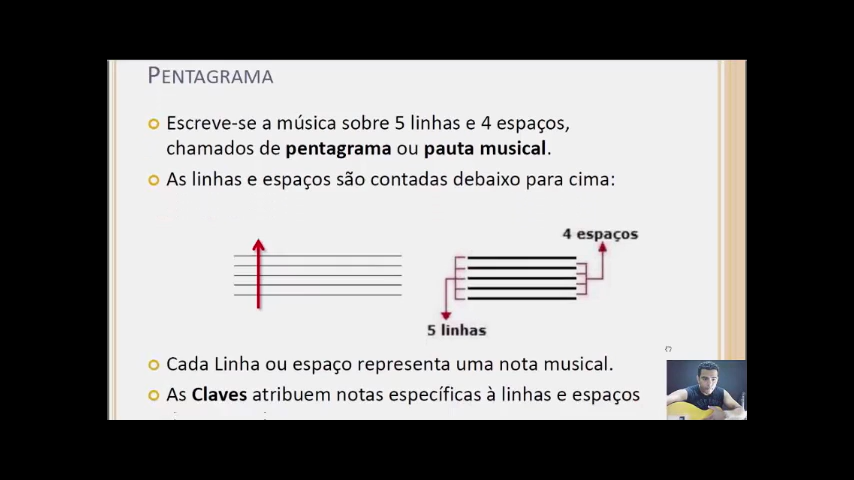 PENTAGRAMA
Escreve-se a música sobre 5 linhas e 4 espaços,
chamados de pentagrama ou pauta musical.
As linhas e espaços são contadas debaixo para cima:
4 espaços
5 linhas
Cada Linha ou espaço representa uma nota musical.
As Claves atribuem notas específicas à linhas e espaços